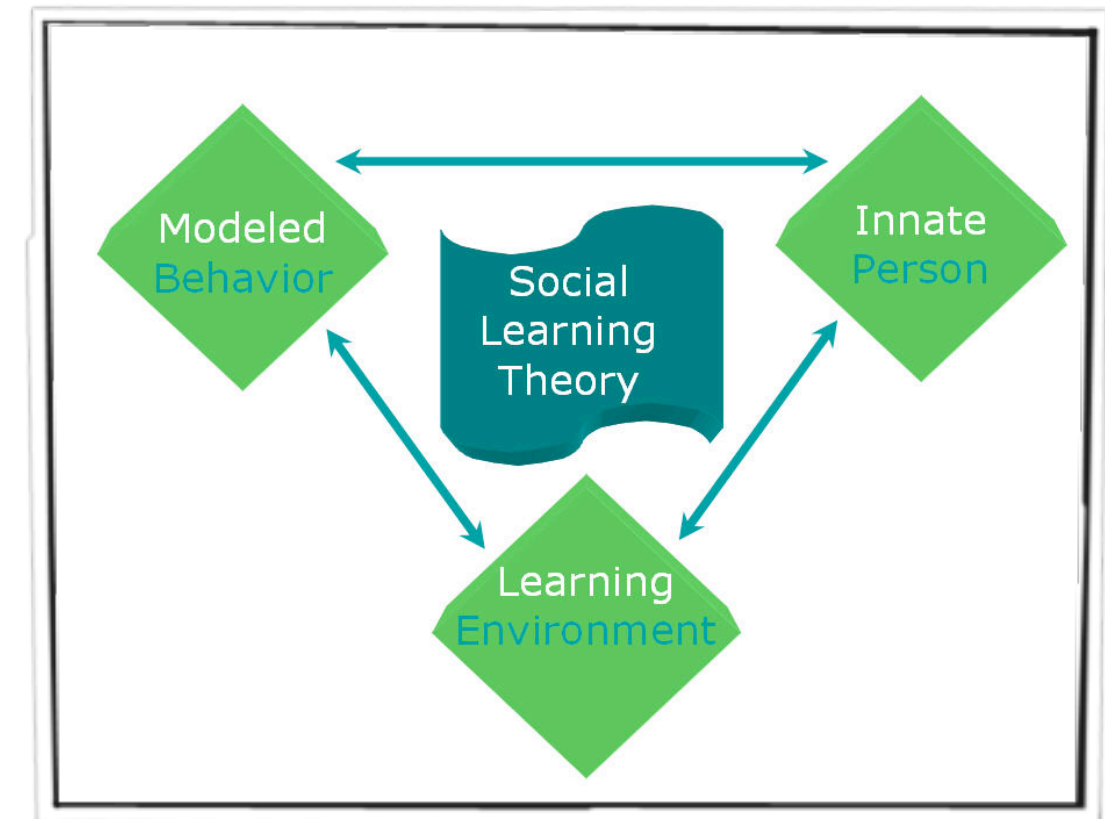 Modeled
Behavior
Innate
Person
Social
Learning
Theory
Learning
Environment